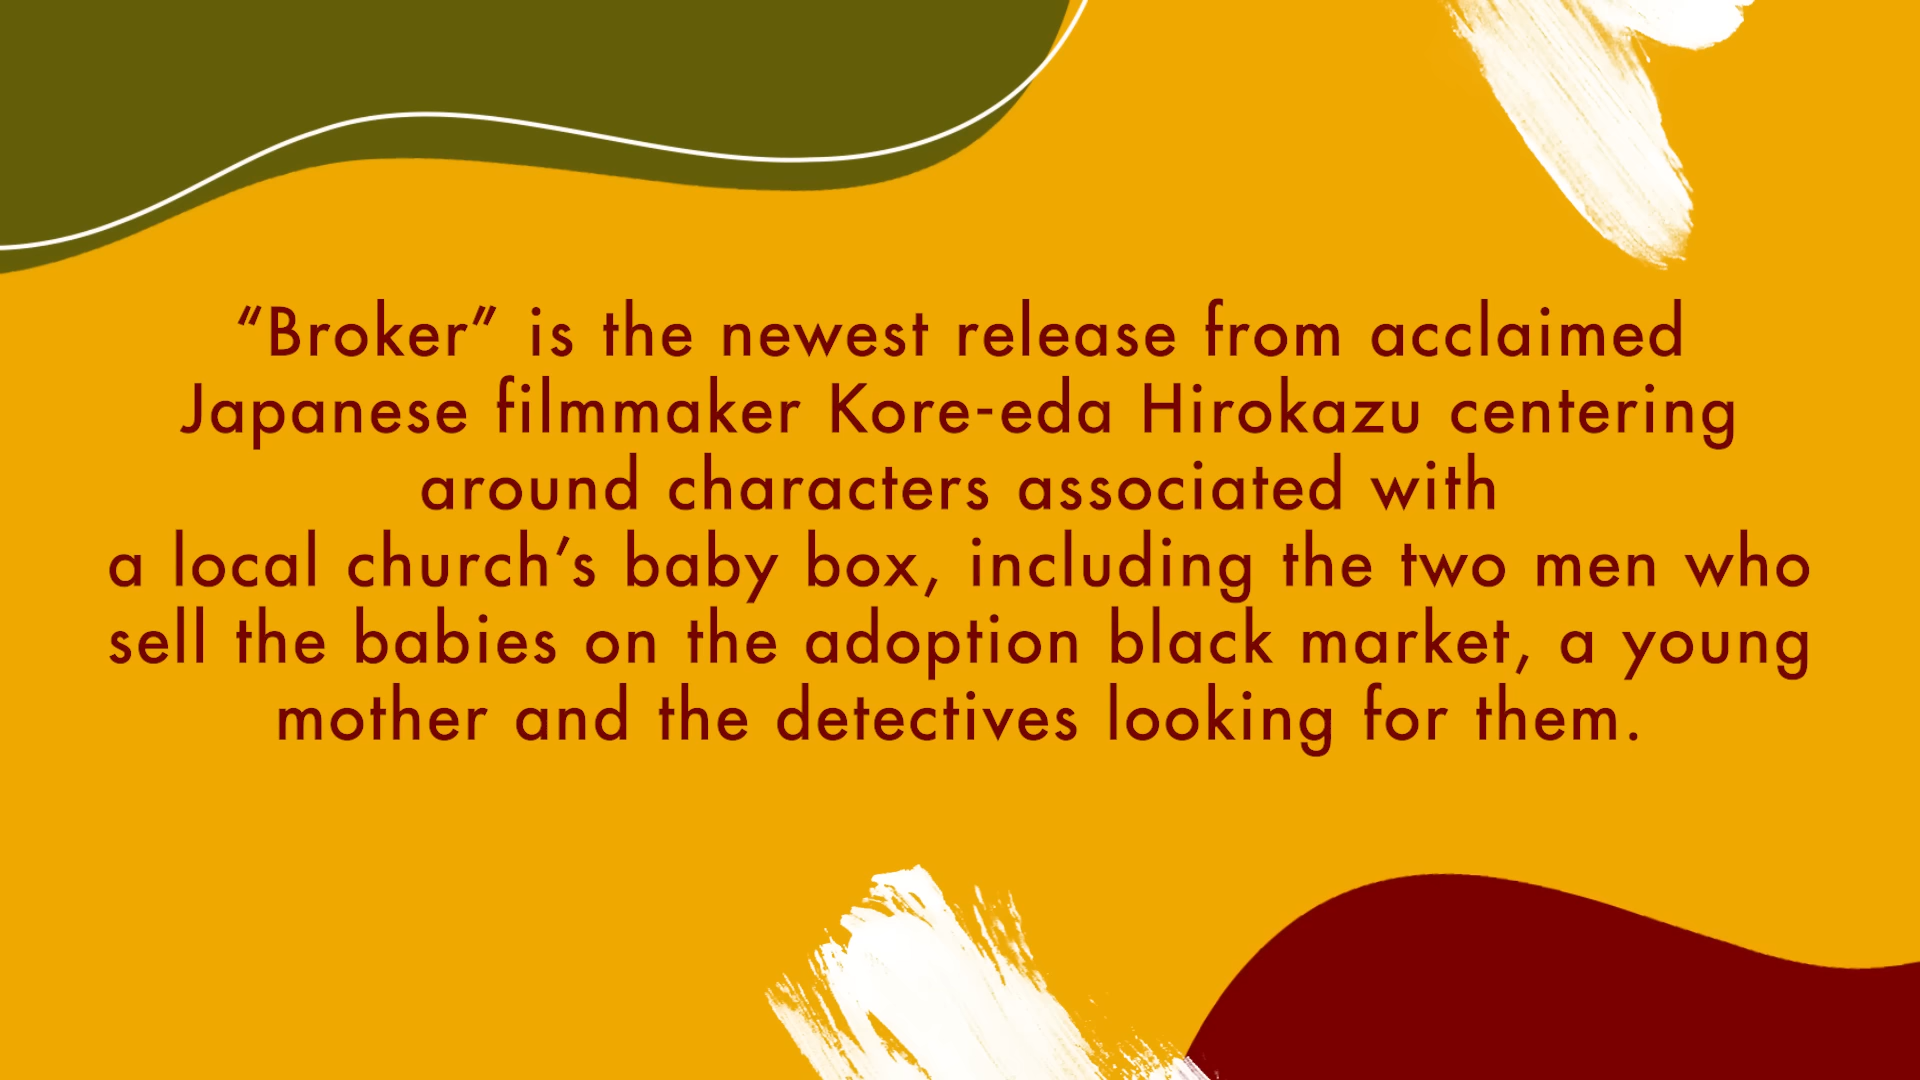 “Broker” is the newest release from acclaimed
Japanese filmmaker Kore-eda Hirokazu centering
around characters associated with
a local church’s baby box, including the two men who
sell the babies on the adoption black market, a young
mother and the detectives looking for them.